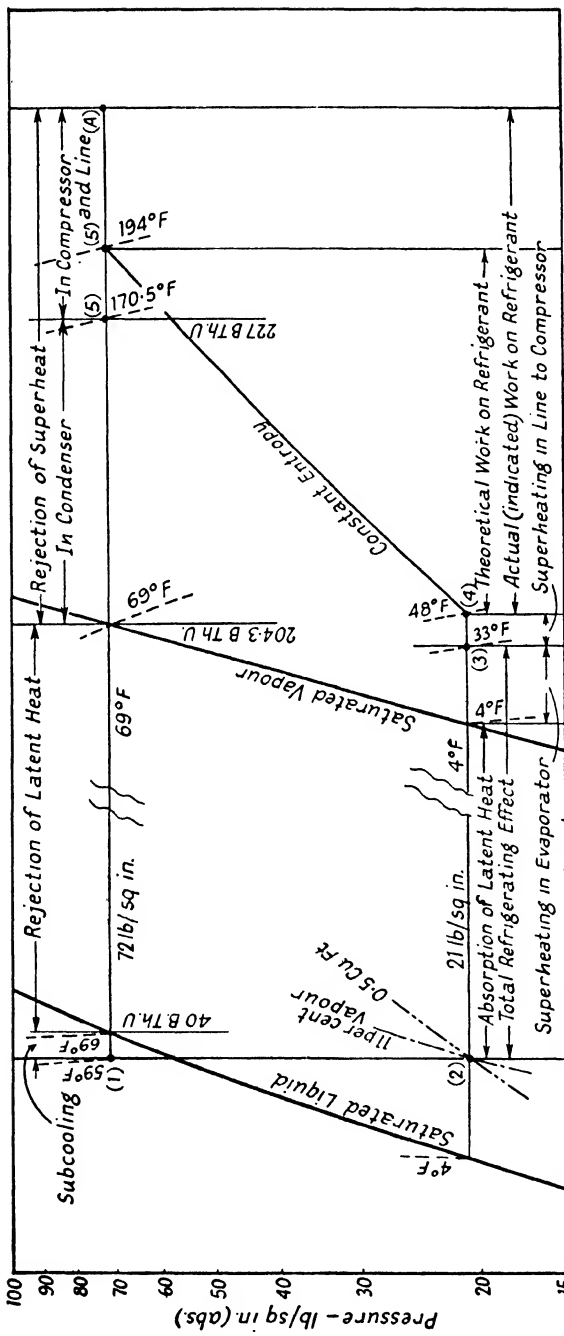 Pressure – lb/sq in. (abs.)
100
90
80
70
60
50
40
30
20
15
Subcooling
Rejection of Latent Heat
Rejection of Superheat
In Condenser
In Compressor
and Line
59°F
69°F
(1)
40 B.Th.U
72 lb/sq in.
69°F
69°F
204·3 B Th.U.
(5)
170·5°F
227 B Th.U
(5')
194°F
(A)
Saturated Liquid
Saturated Vapour
Constant Entropy
4°F
(2)
11 per cent
Vapour
0·5 Cu Ft
21 lb/sq in.
4°F
4°F
(3)
33°F
48°F
(4)
Absorption of Latent Heat
Total Refrigerating Effect
Superheating in Evaporator
Theoretical Work on Refrigerant
Actual (indicated) Work on Refrigerant
Superheating in Line to Compressor